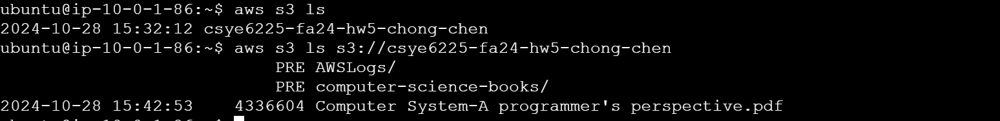 ubuntu@ip-10-0-1-86:~$ aws s3 ls
2024-10-28 15:32:12 csye6225-fa24-hw5-chong-chen
ubuntu@ip-10-0-1-86:~$ aws s3 ls s3://csye6225-fa24-hw5-chong-chen
PRE AWSLogs/
PRE computer-science-books/
2024-10-28 15:42:53    4336604 Computer System-A programmer's perspective.pdf